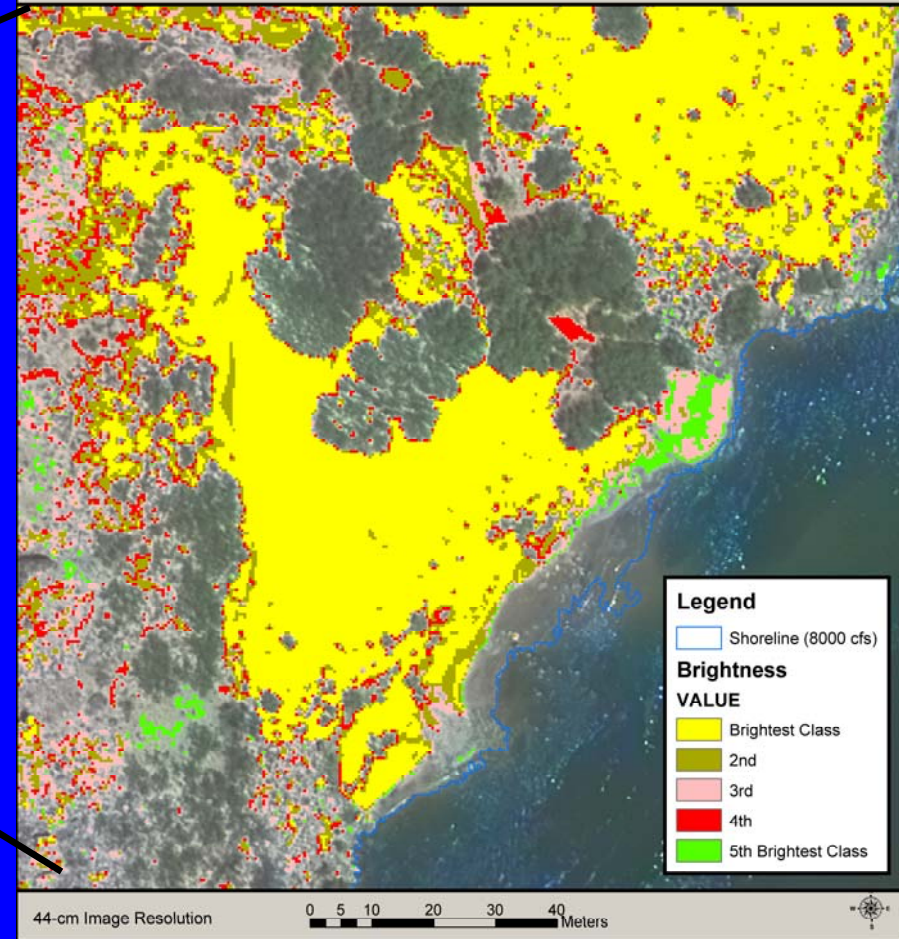 Legend
Shoreline (8000 cfs)
Brightness
VALUE
Brightest Class
2nd
3rd
4th
5th Brightest Class
44-cm Image Resolution
0 5 10 20 30 40
Meters
W E
S